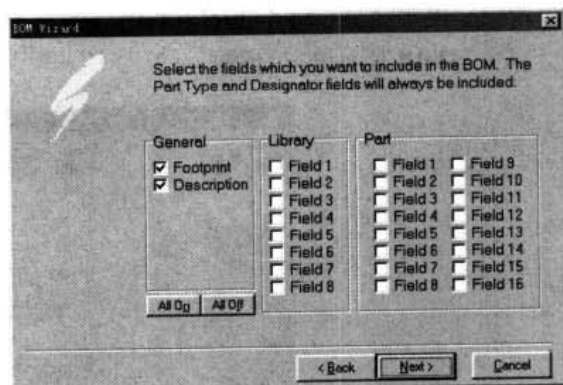 BOM Wizard
Select the fields which you want to include in the BOM. The
Part Type and Designator fields will always be included.
General
Footprint
Description
All On
All Off
Library
Field 1
Field 2
Field 3
Field 4
Field 5
Field 6
Field 7
Field 8
Part
Field 1
Field 2
Field 3
Field 4
Field 5
Field 6
Field 7
Field 8
Field 9
Field 10
Field 11
Field 12
Field 13
Field 14
Field 15
Field 16
< Back
Next >
Cancel